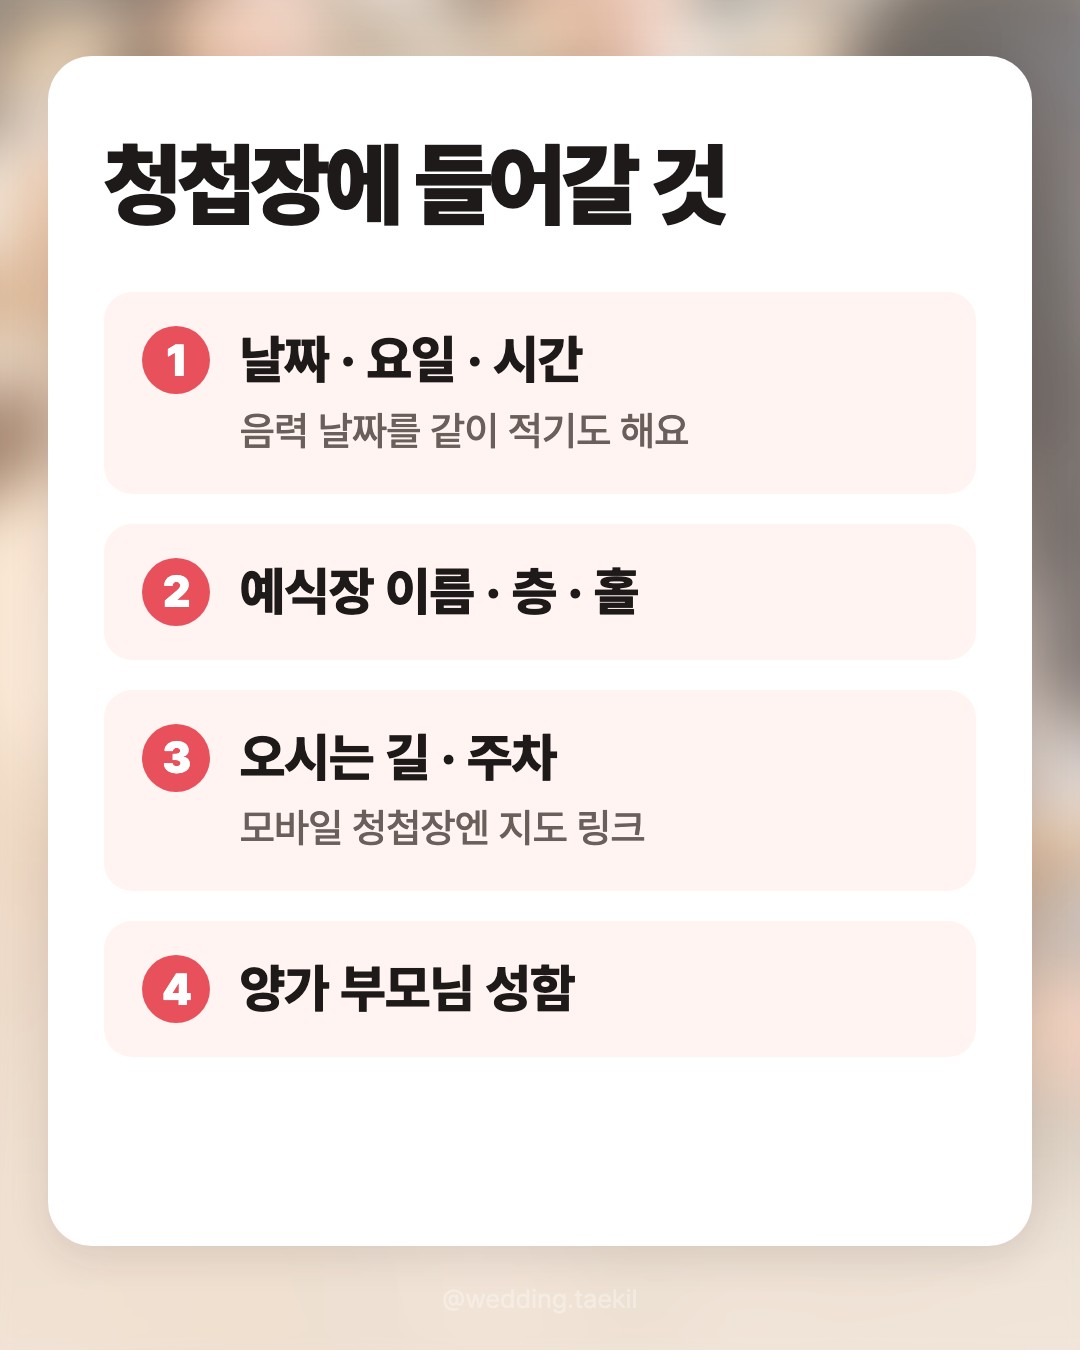 청첩장에 들어갈 것
1 날짜 · 요일 · 시간
음력 날짜를 같이 적기도 해요
2 예식장 이름 · 층 · 홀
3 오시는 길 · 주차
모바일 청첩장엔 지도 링크
4 양가 부모님 성함
@wedding.taekil